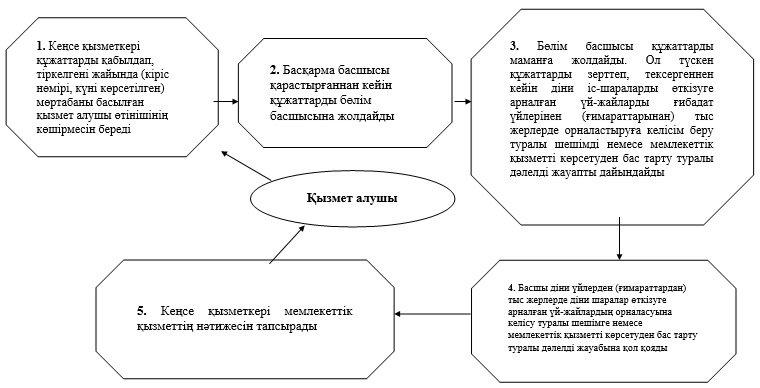 1. Кеңсе қызметкері
құжаттарды қабылдап,
тіркелгені жайында (кіріс
нөмірі, күні көрсетілген)
мөртабаны басылған
қызмет алушы өтінішінің
көшірмесін береді
2. Басқарма басшысы
қарастырғаннан кейін
құжаттарды бөлім
басшысына жолдайды
3. Бөлім басшысы құжаттарды
маманға жолдайды. Ол түскен
құжаттарды зерттеп, тексергеннен
кейін діни іс-шараларды өткізуге
арналған үй-жайларды ғибадат
үйлерінен (ғимараттарынан) тыс
жерлерде орналастыруға келісім беру
туралы шешімді немесе мемлекеттік
қызметті көрсетуден бас тарту туралы
дәлелді жауапты дайындайды
Қызмет алушы
4. Басшы діни үйлерден (ғимараттардан)
тыс жерлерде діни шаралар өткізуге
арналған үй-жайлардың орналасуына
келісу туралы шешімге немесе
мемлекеттік қызметті көрсетуден бас тарту
туралы дәлелді жауабына қол қояды
5. Кеңсе қызметкері мемлекеттік
қызметтің нәтижесін тапсырады